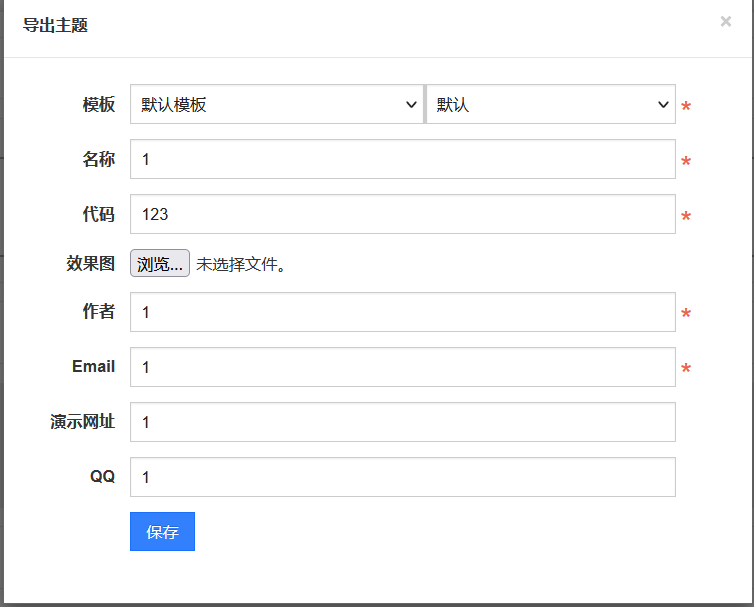 导出主题 ×
模板 默认模板 默认 *
名称 1 *
代码 123 *
效果图 浏览... 未选择文件。
作者 1 *
Email 1 *
演示网址 1
QQ 1
保存